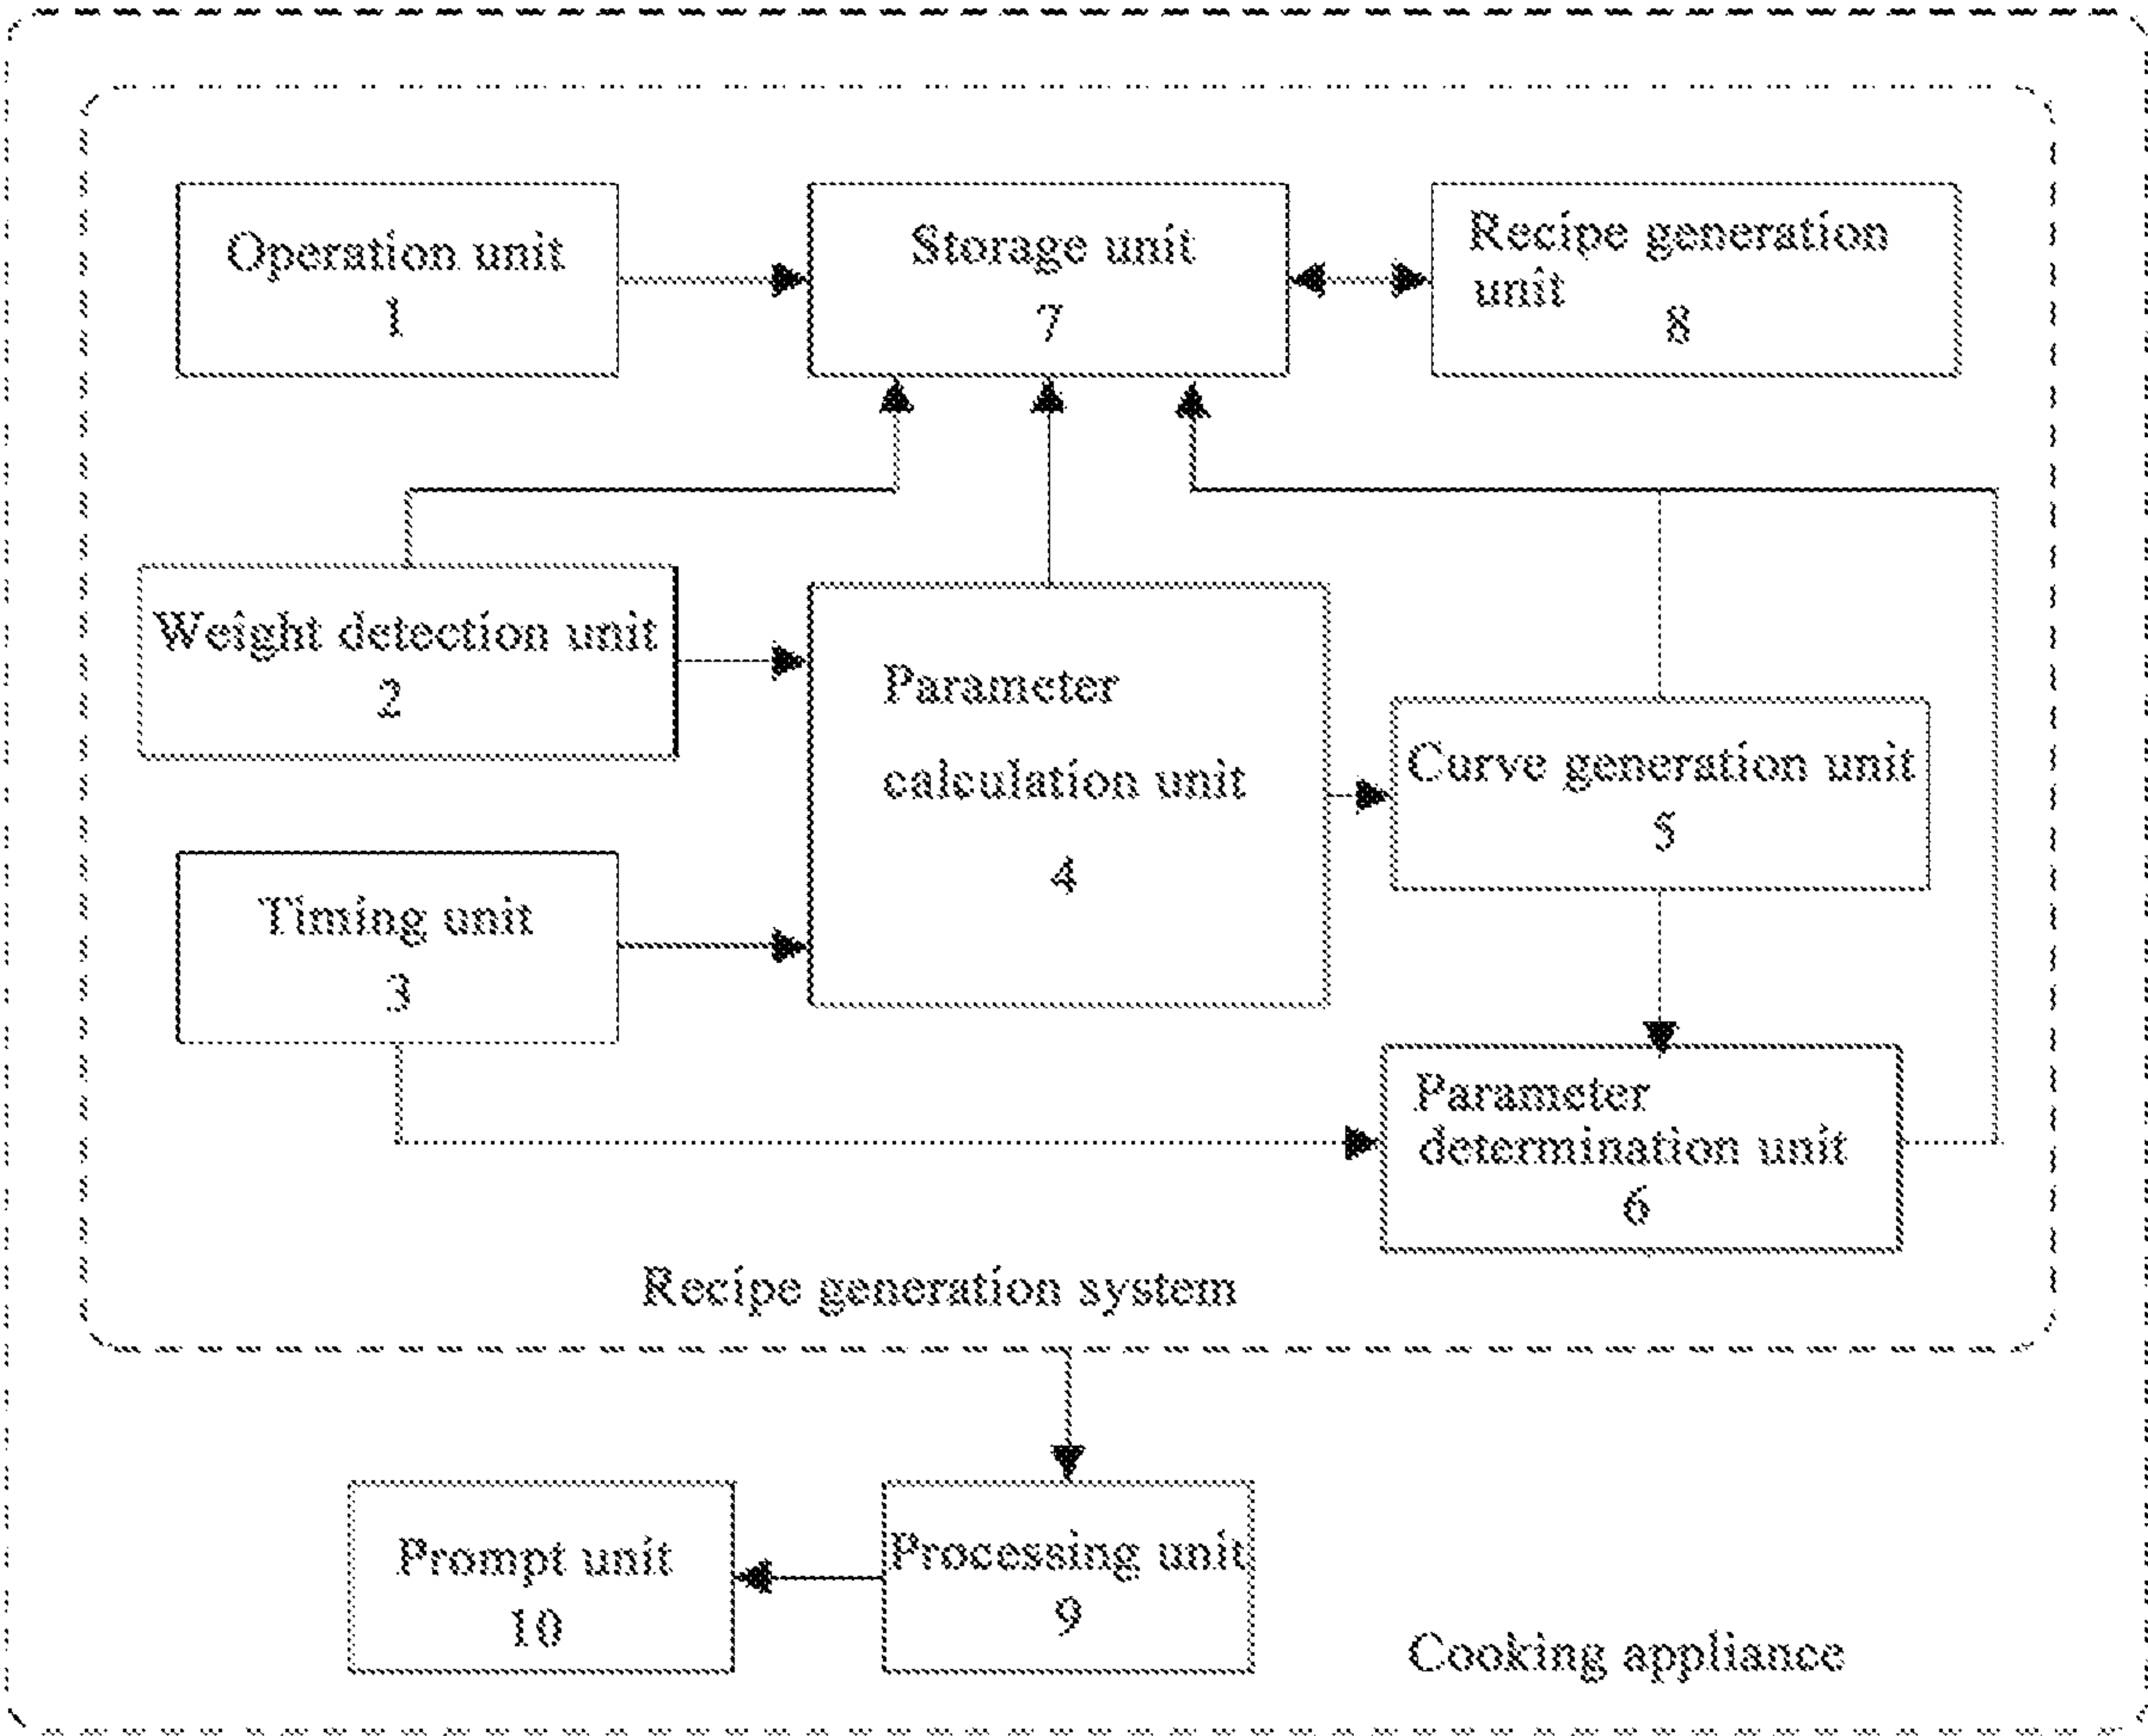 Operation unit
1
Storage unit
7
Recipe generation
unit
8
Weight detection unit
2
Parameter
calculation unit
4
Curve generation unit
5
Timing unit
3
Parameter
determination unit
6
Recipe generation system
Prompt unit
10
Processing unit
9
Cooking appliance